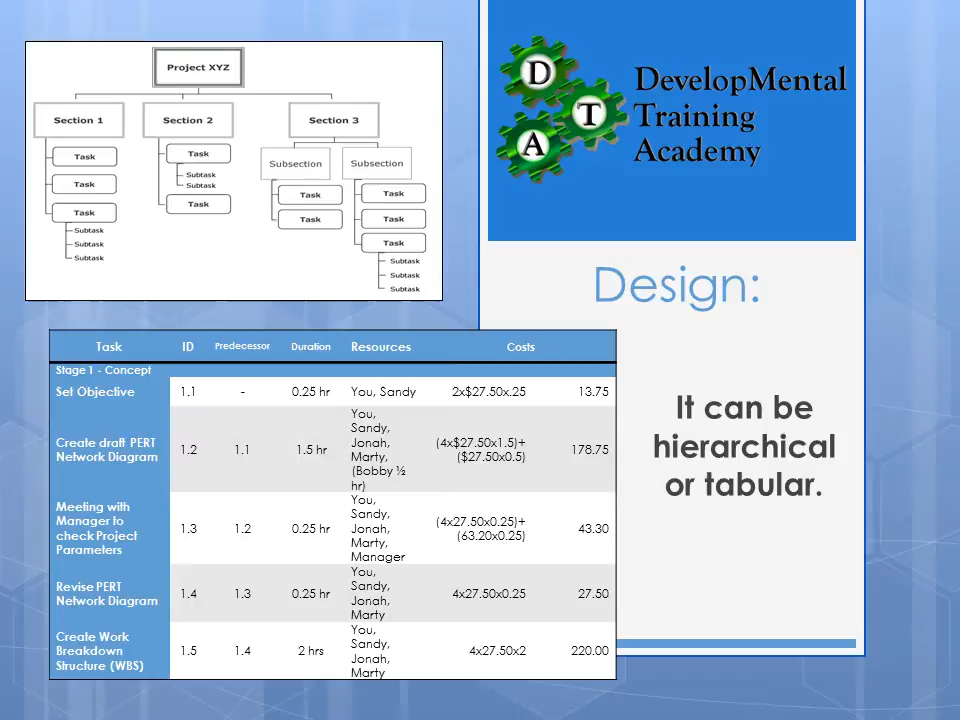 Project XYZ
Section 1 Section 2 Section 3
Task Task Subsection Subsection
Subtask
Task Subtask Task Task
Task Task Task Task
Subtask Task
Subtask Subtask
Subtask Subtask
Subtask
D
T
A
DevelopMental
Training
Academy
Design:
It can be
hierarchical
or tabular.
Task ID Predecessor Duration Resources Costs
Stage 1 - Concept
Set Objective 1.1 - 0.25 hr You, Sandy 2x$27.50x.25 13.75
Create draft PERT
Network Diagram
1.2 1.1 1.5 hr
You,
Sandy,
Jonah,
Marty,
(Bobby ½
hr)
(4x$27.50x1.5)+
($27.50x0.5)
178.75
Meeting with
Manager to
check Project
Parameters
1.3 1.2 0.25 hr
You,
Sandy,
Jonah,
Marty,
Manager
(4x27.50x0.25)+
(63.20x0.25)
43.30
Revise PERT
Network Diagram
1.4 1.3 0.25 hr
You,
Sandy,
Jonah,
Marty
4x27.50x0.25 27.50
Create Work
Breakdown
Structure (WBS)
1.5 1.4 2 hrs
You,
Sandy,
Jonah,
Marty
4x27.50x2 220.00